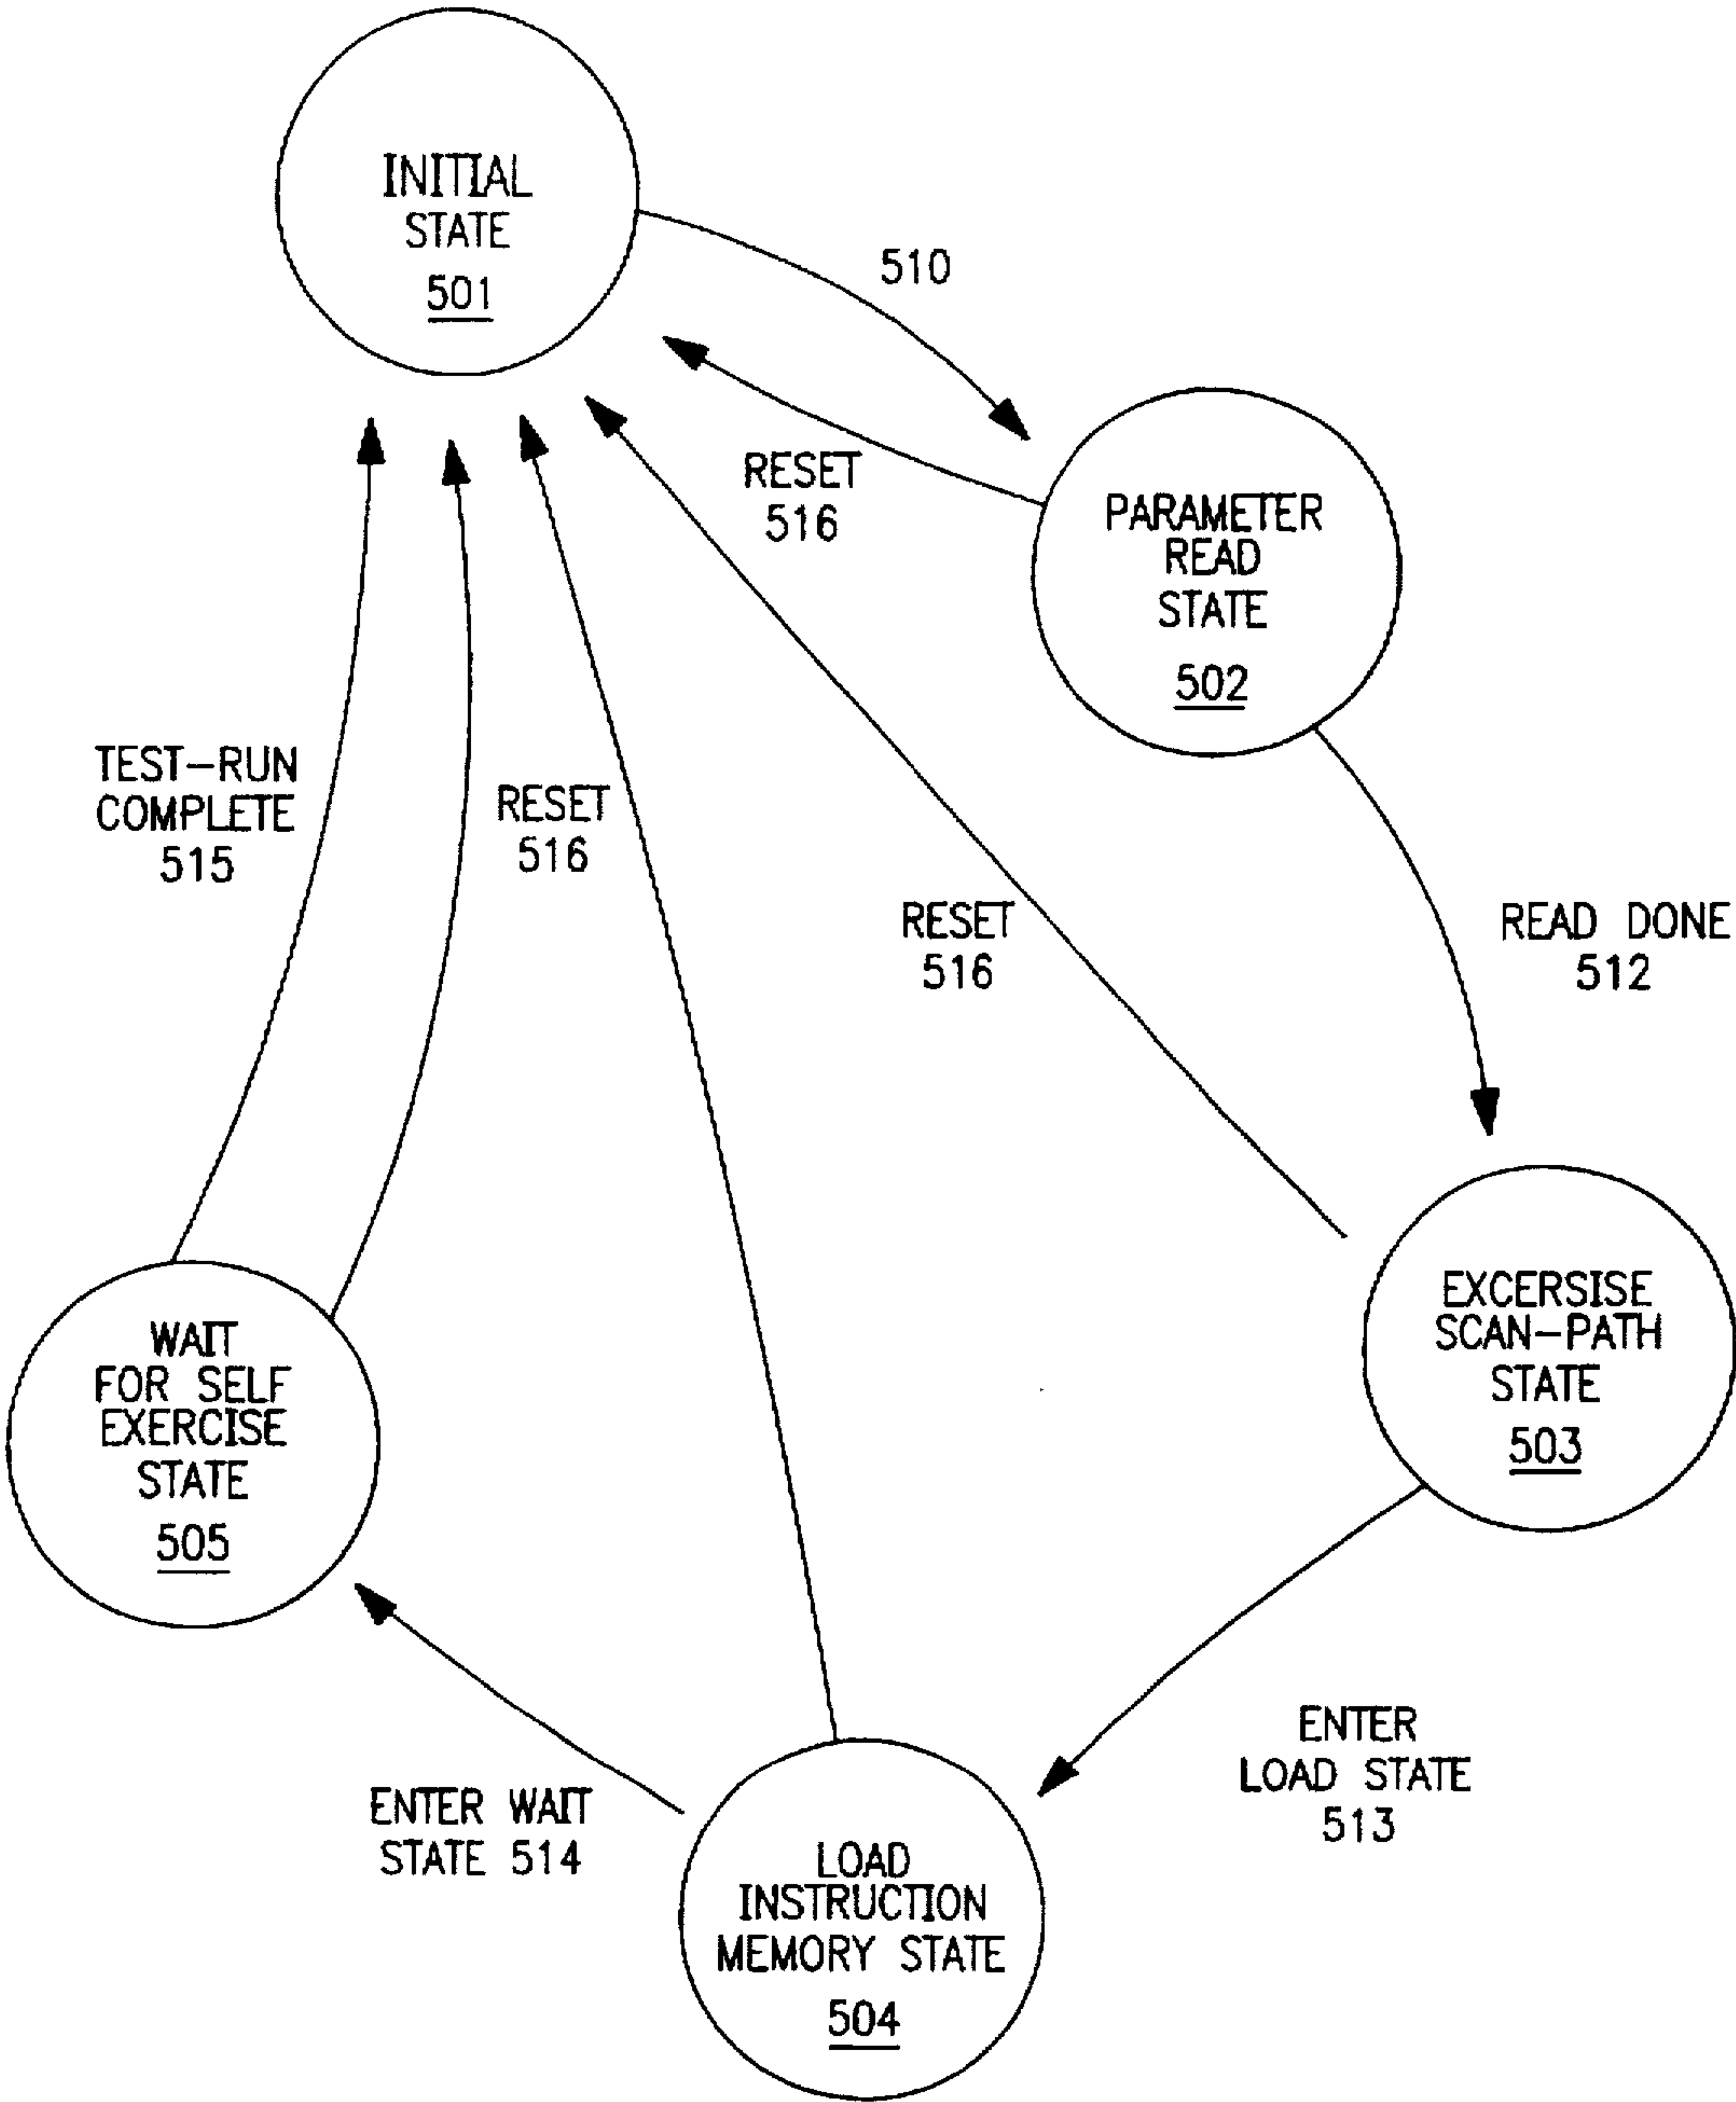 INITIAL
STATE
501
510
RESET
516
PARAMETER
READ
STATE
502
TEST-RUN
COMPLETE
515
RESET
516
RESET
516
READ DONE
512
WAIT
FOR SELF
EXERCISE
STATE
505
EXCERSISE
SCAN-PATH
STATE
503
ENTER WAIT
STATE 514
ENTER
LOAD STATE
513
LOAD
INSTRUCTION
MEMORY STATE
504